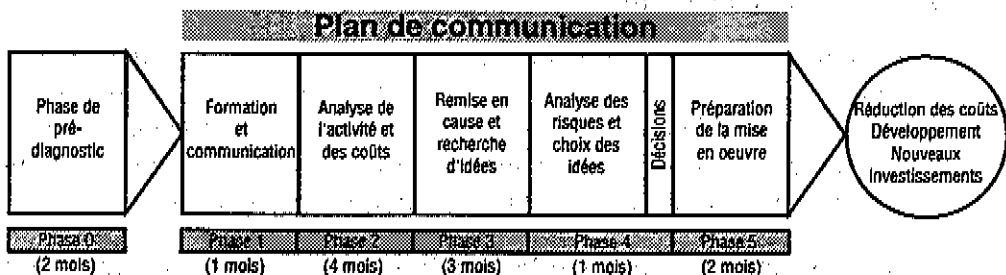 Plan de communication
Phase de
pré-
diagnostic
Formation
et
communication
Analyse de
l'activité et
des coûts
Remise en
cause et
recherche
d'idées
Analyse des
risques et
choix des
idées
Décisions
Préparation
de la mise
en oeuvre
Réduction des coûts
Développement
Nouveaux
investissements
Phase 0
(2 mois)
Phase 1
(1 mois)
Phase 2
(4 mois)
Phase 3
(3 mois)
Phase 4
(1 mois)
Phase 5
(2 mois)